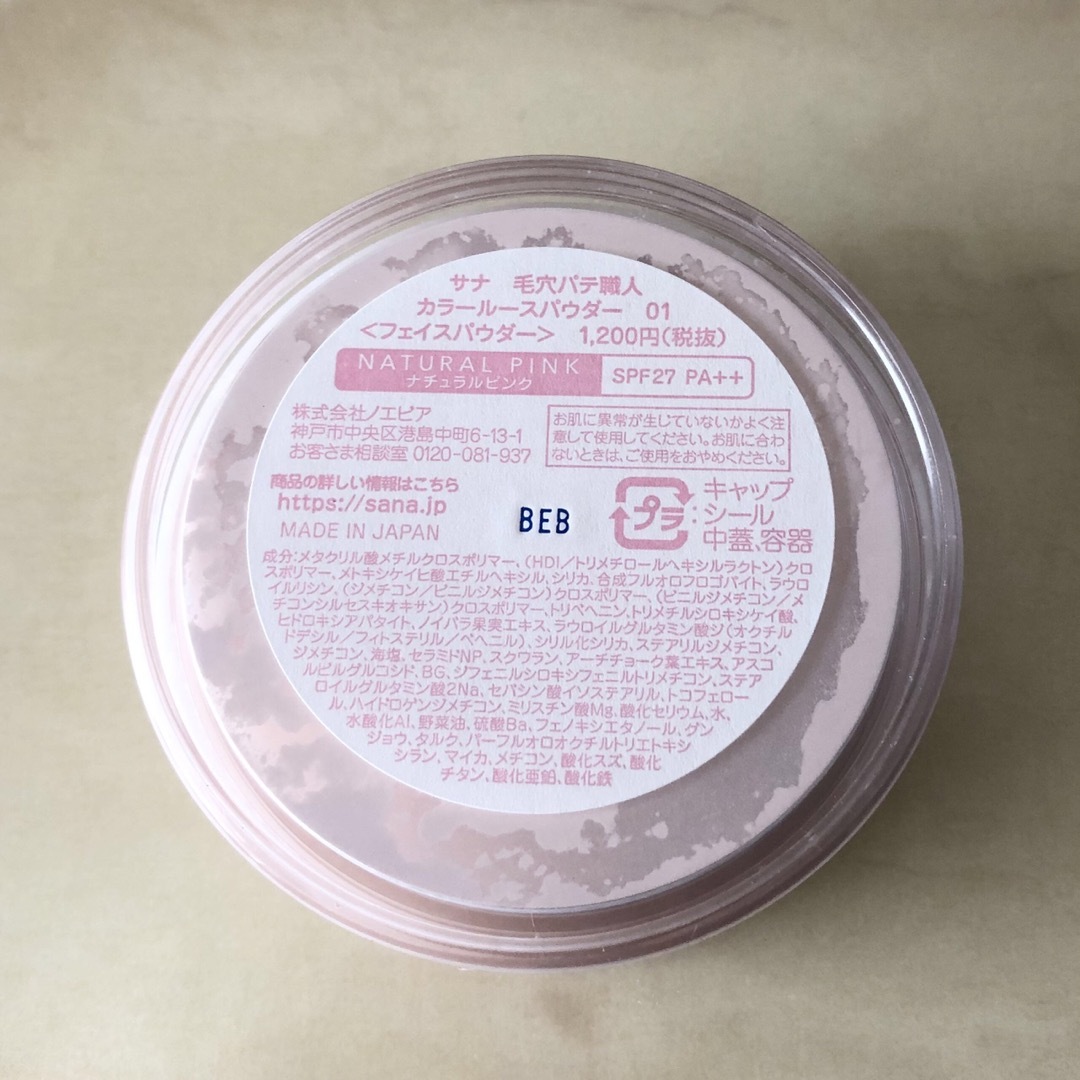 サナ 毛穴パテ職人
カラールースパウダー 01
<フェイスパウダー> 1,200円(税抜)
NATURAL PINK
ナチュラルピンク
SPF27 PA++
株式会社ノエビア
神戸市中央区港島中町6-13-1
お客さま相談室 0120-081-937
お肌に異常が生じていないかよく注
意して使用してください。お肌に合わ
ないときは、ご使用をおやめください。
商品の詳しい情報はこちら
https://sana.jp
MADE IN JAPAN
BEB
プラ
:
キャップ
シール
中蓋、容器
成分:メタクリル酸メチルクロスポリマー、(HDI/トリメチロールヘキシルラクトン)クロ
スポリマー、メトキシケイヒ酸エチルヘキシル、シリカ、合成フルオロフロゴパイト、ラウロ
イルリシン、(ジメチコン/ビニルジメチコン)クロスポリマー、(ビニルジメチコン/メ
チコンシルセスキオキサン)クロスポリマー、トリベヘニン、トリメチルシロキシケイ酸、
ヒドロキシアパタイト、ノイバラ果実エキス、ラウロイルグルタミン酸ジ(オクチル
ドデシル/フィトステリル/ベヘニル)、シリル化シリカ、ステアリルジメチコン、
ジメチコン、海塩、セラミドNP、スクワラン、アーチチョーク葉エキス、アスコ
ルビルグルコシド、BG、ジフェニルシロキシフェニルトリメチコン、ステア
ロイルグルタミン酸2Na、セバシン酸イソステアリル、トコフェロー
ル、ハイドロゲンジメチコン、ミリスチン酸Mg、酸化セリウム、水、
水酸化Al、野菜油、硫酸Ba、フェノキシエタノール、グン
ジョウ、タルク、パーフルオロオクチルトリエトキシ
シラン、マイカ、メチコン、酸化スズ、酸化
チタン、酸化亜鉛、酸化鉄